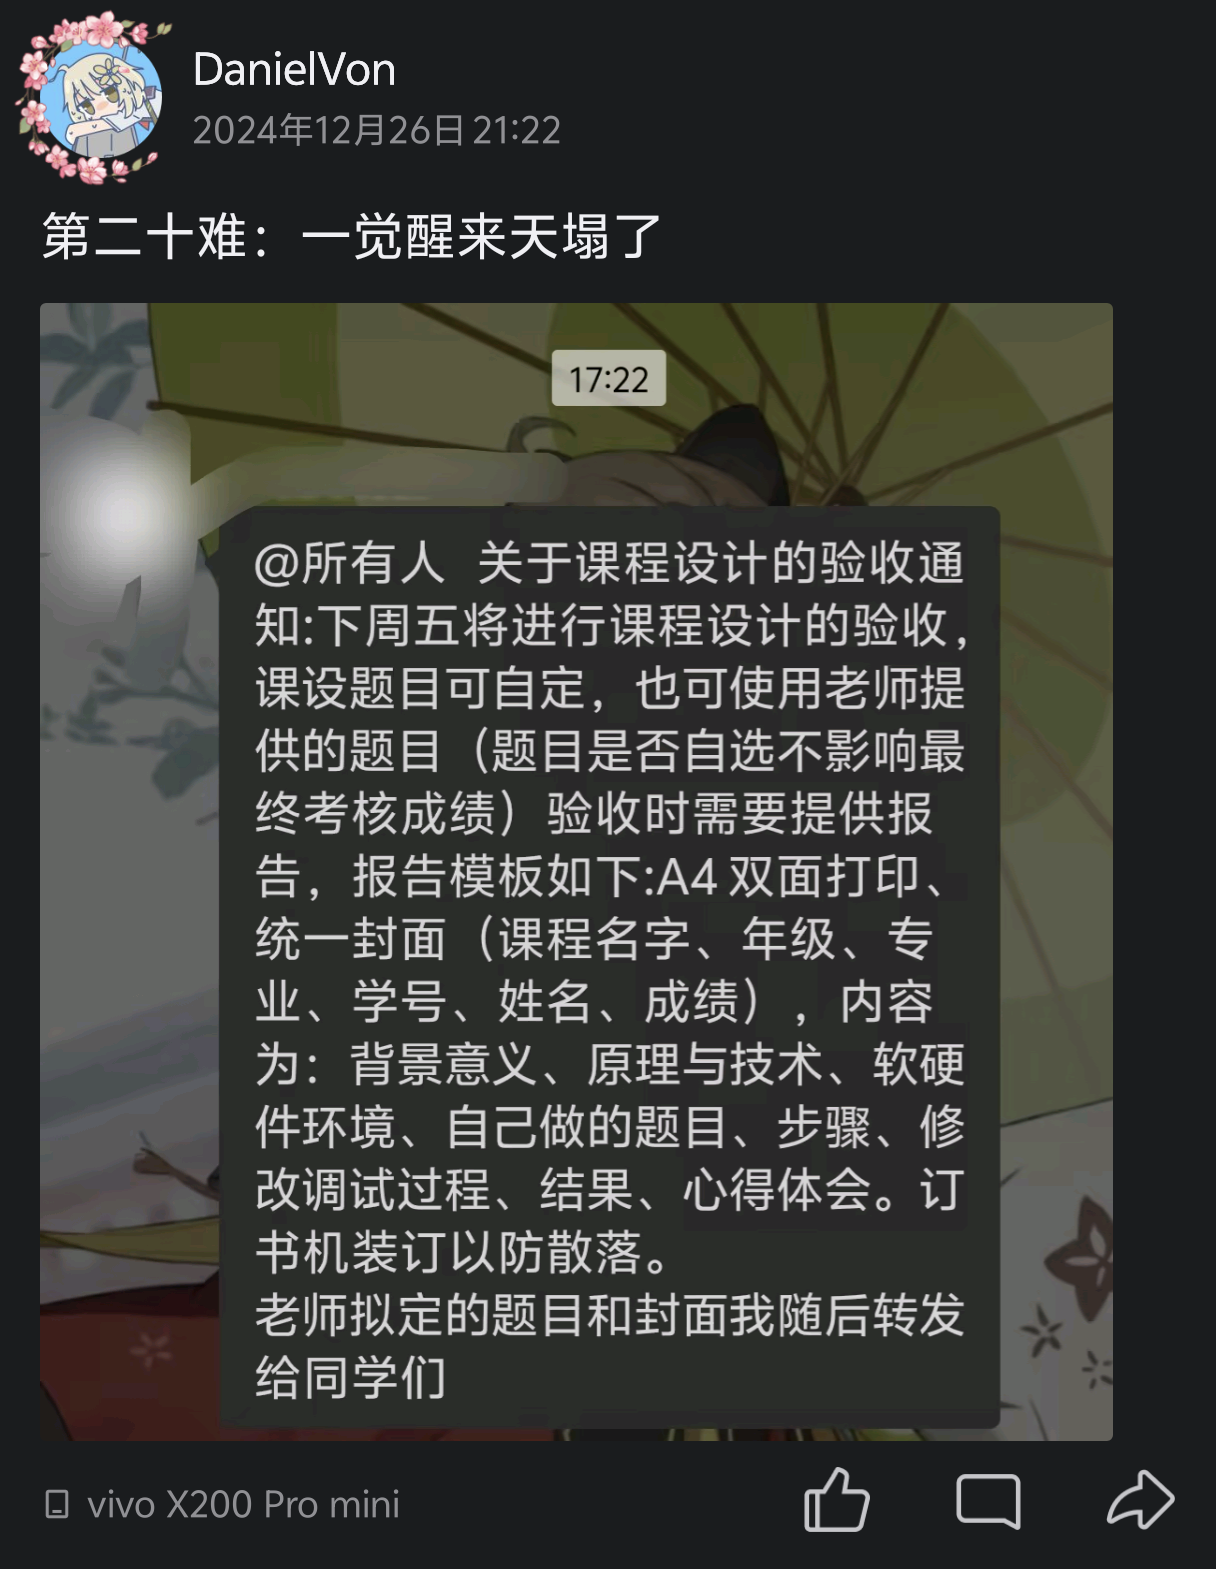 DanielVon
2024年12月26日 21:22
第二十难：一觉醒来天塌了
17:22
@所有人 关于课程设计的验收通
知:下周五将进行课程设计的验收，
课设题目可自定，也可使用老师提
供的题目（题目是否自选不影响最
终考核成绩）验收时需要提供报
告，报告模板如下:A4 双面打印、
统一封面（课程名字、年级、专
业、学号、姓名、成绩），内容
为：背景意义、原理与技术、软硬
件环境、自己做的题目、步骤、修
改调试过程、结果、心得体会。订
书机装订以防散落。
老师拟定的题目和封面我随后转发
给同学们
vivo X200 Pro mini